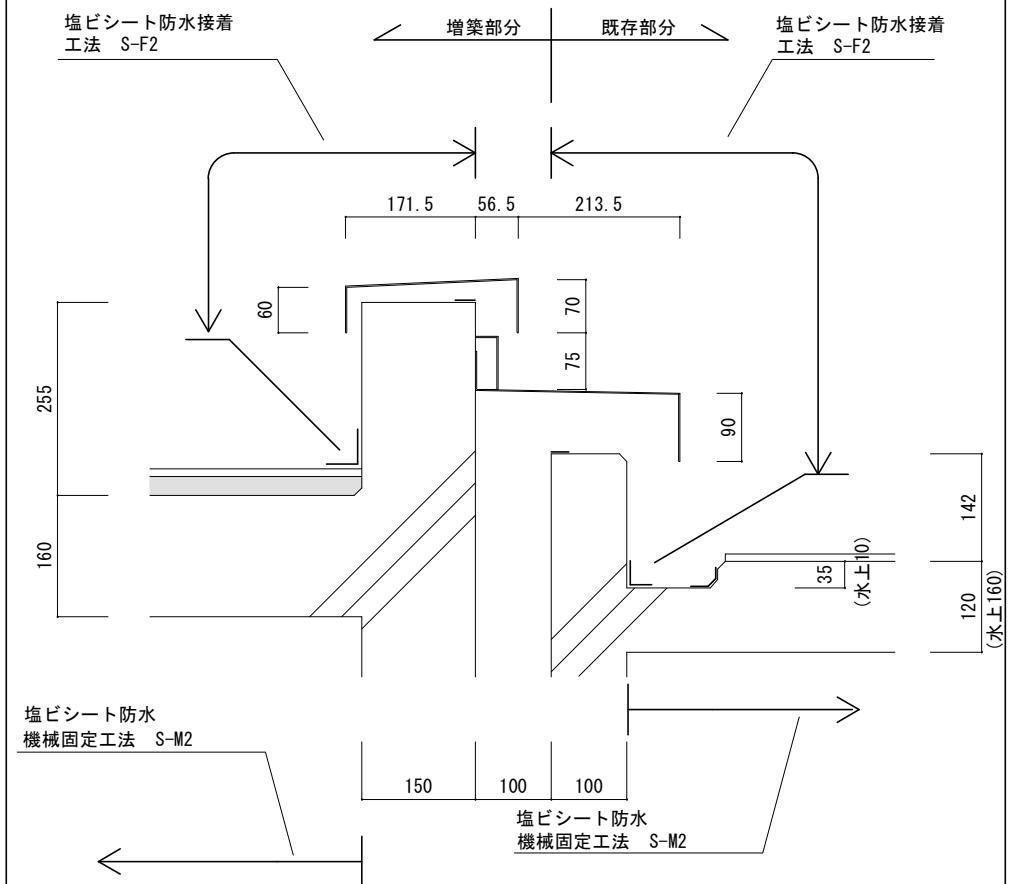 塩ビシート防水接着
工法 S-F2
増築部分
既存部分
塩ビシート防水接着
工法 S-F2
171.5
56.5
213.5
60
70
75
255
90
142
160
35
(水上10)
120
(水上160)
塩ビシート防水
機械固定工法 S-M2
150
100
100
塩ビシート防水
機械固定工法 S-M2